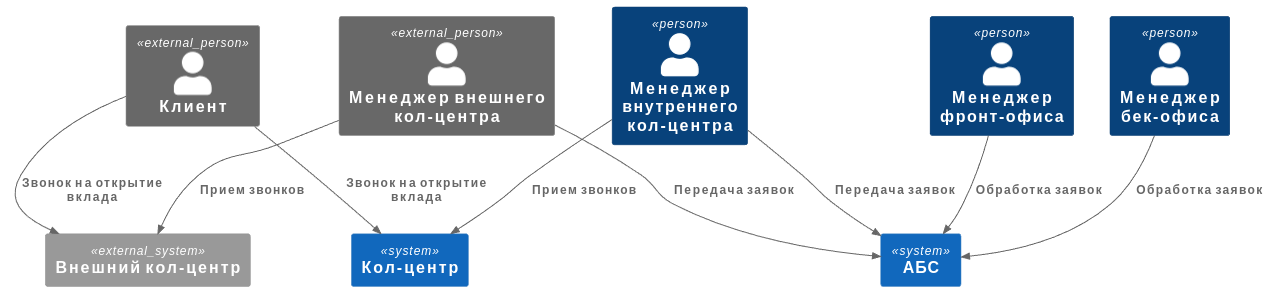 «external_person»
Клиент
«external_person»
Менеджер внешнего
кол-центра
«person»
Менеджер
внутреннего
кол-центра
«person»
Менеджер
фронт-офиса
«person»
Менеджер
бек-офиса
Звонок на открытие
вклада
Прием звонков
Звонок на открытие
вклада
Прием звонков
Передача заявок
Передача заявок
Обработка заявок
Обработка заявок
«external_system»
Внешний кол-центр
«system»
Кол-центр
«system»
АБС